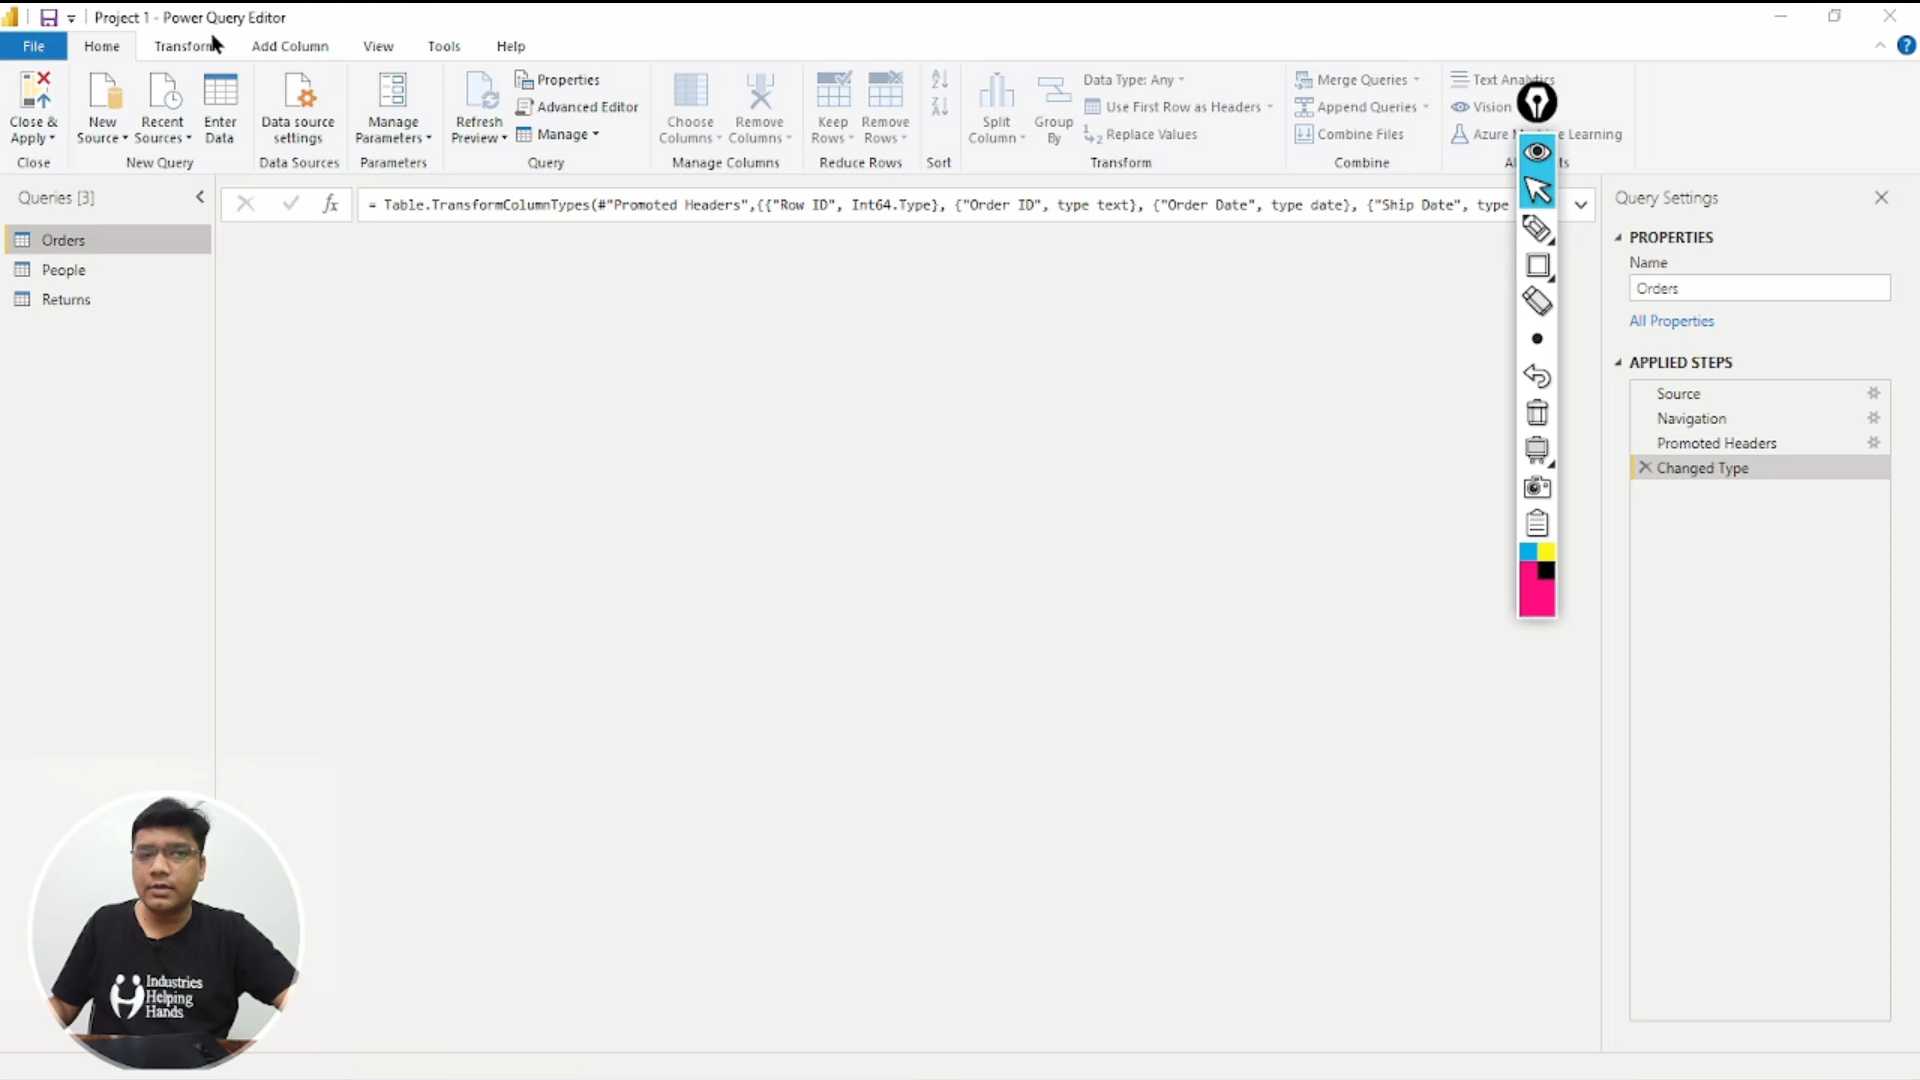 Project 1 - Power Query Editor
File Home Transform Add Column View Tools Help
Close & Apply
New Source
Recent Sources
Enter Data
Data source settings
Manage Parameters
Refresh Preview
Properties
Advanced Editor
Manage
Choose Columns
Remove Columns
Keep Rows
Remove Rows
Split Column
Group By
Data Type: Any
Use First Row as Headers
Replace Values
Merge Queries
Append Queries
Combine Files
Text Analytics
Vision
Azure Learning
Close New Query Data Sources Parameters Query Manage Columns Reduce Rows Sort Transform Combine
Queries [3]
Orders
People
Returns
fx = Table.TransformColumnTypes(#"Promoted Headers",{{"Row ID", Int64.Type}, {"Order ID", type text}, {"Order Date", type date}, {"Ship Date", type
Query Settings
PROPERTIES
Name
Orders
All Properties
APPLIED STEPS
Source
Navigation
Promoted Headers
Changed Type
Industries
Helping
Hands